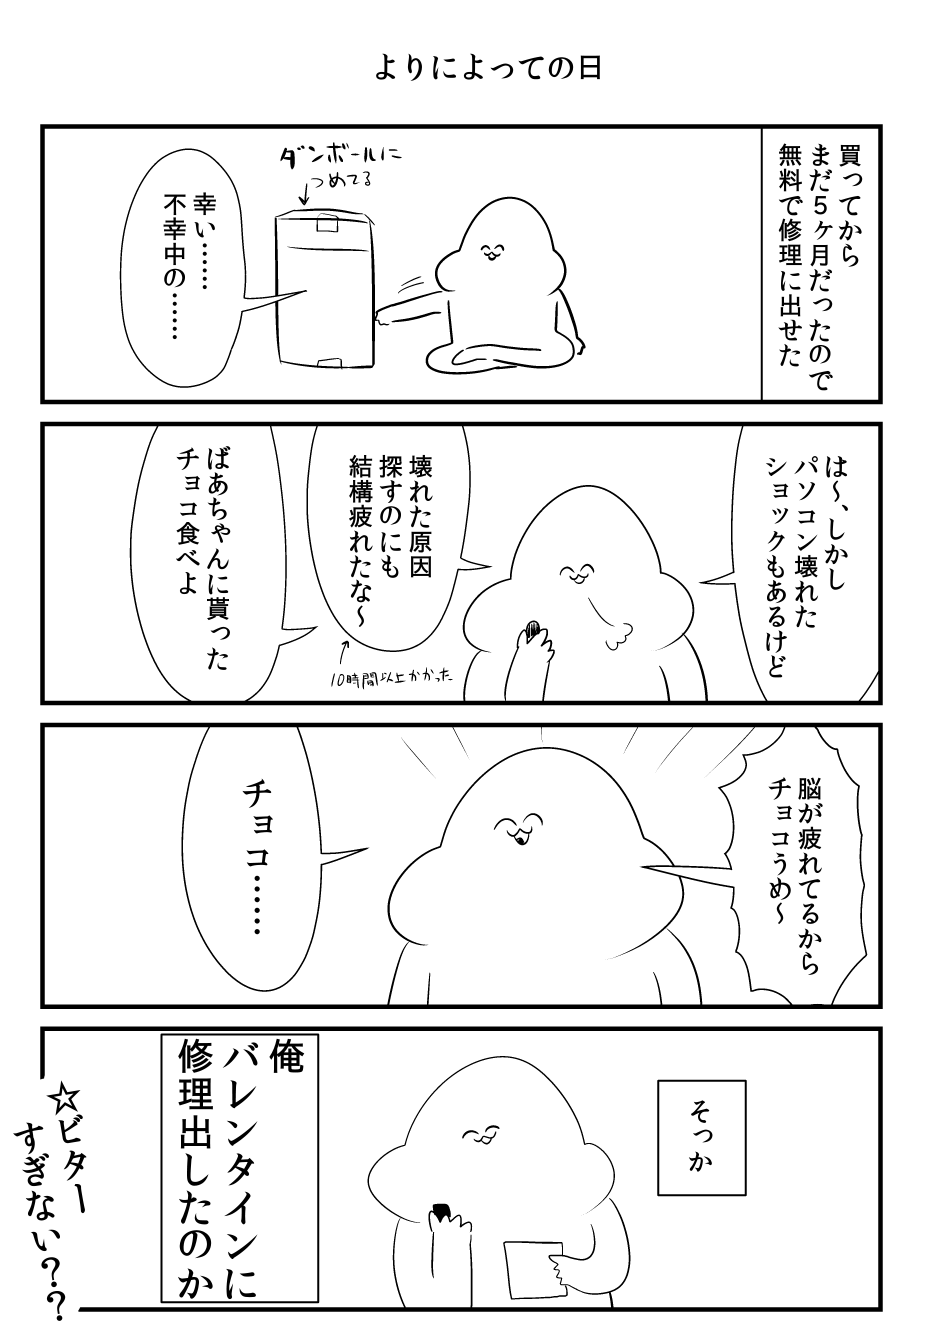 よりによっての日
買ってから
まだ5ヶ月だったので
無料で修理に出せた
ダンボールに
つめてる
幸い……
不幸中の……
は〜、しかし
パソコン壊れた
ショックもあるけど
壊れた原因
探すのにも
結構疲れたな〜
10時間以上かかった
ばあちゃんに貰った
チョコ食べよ
脳が疲れてるから
チョコうめ〜
チョコ……
そっか
俺
バレンタインに
修理出したのか
☆ビター
すぎない??